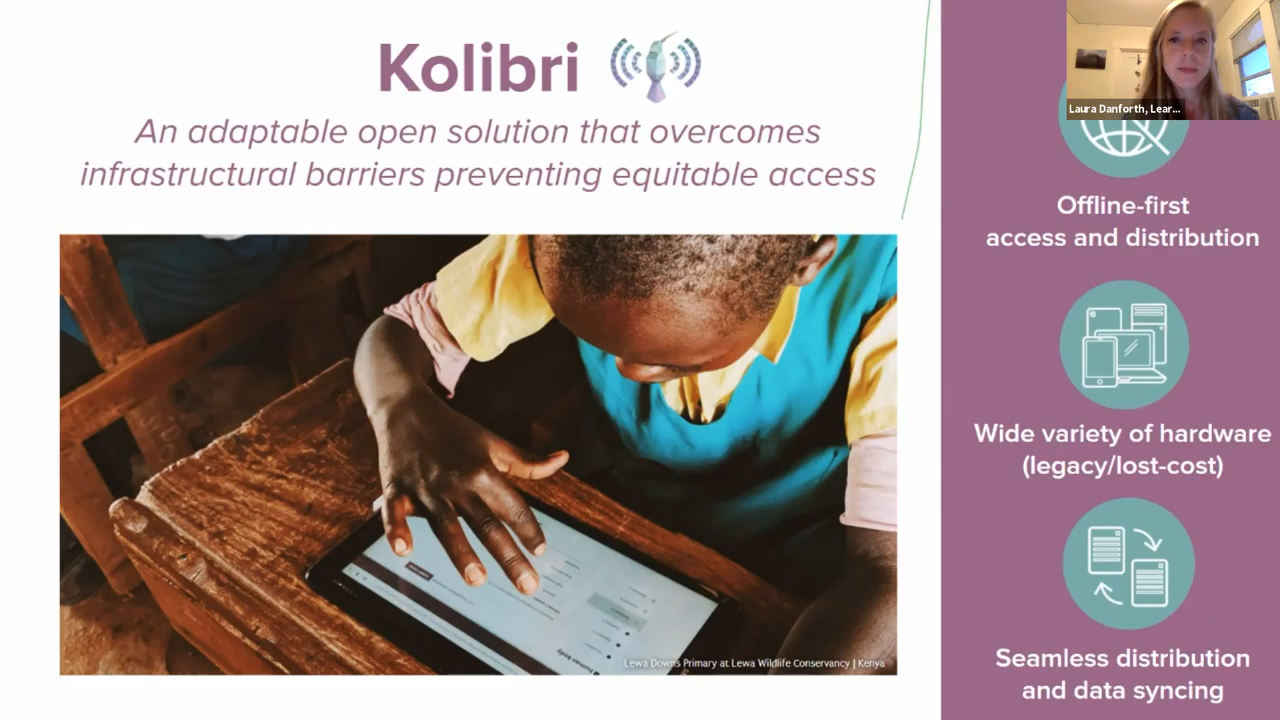 Kolibri
An adaptable open solution that overcomes
infrastructural barriers preventing equitable access
Laura Danforth, Lear...
Offline-first
access and distribution
Wide variety of hardware
(legacy/lost-cost)
Seamless distribution
and data syncing
Lewa Downs Primary at Lewa Wildlife Conservancy | Kenya